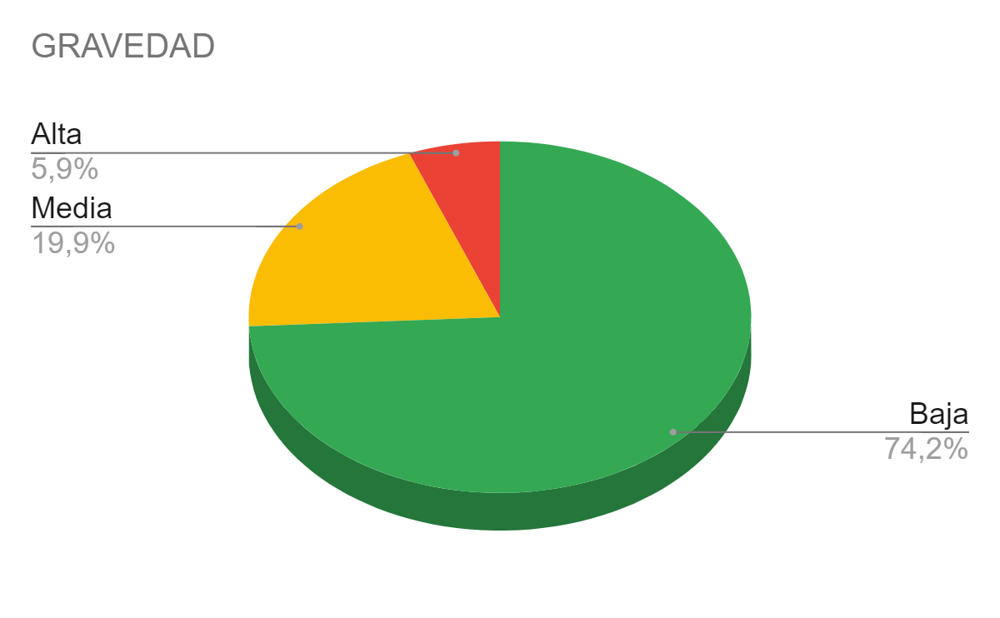 GRAVEDAD
Alta
5,9%
Media
19,9%
Baja
74,2%